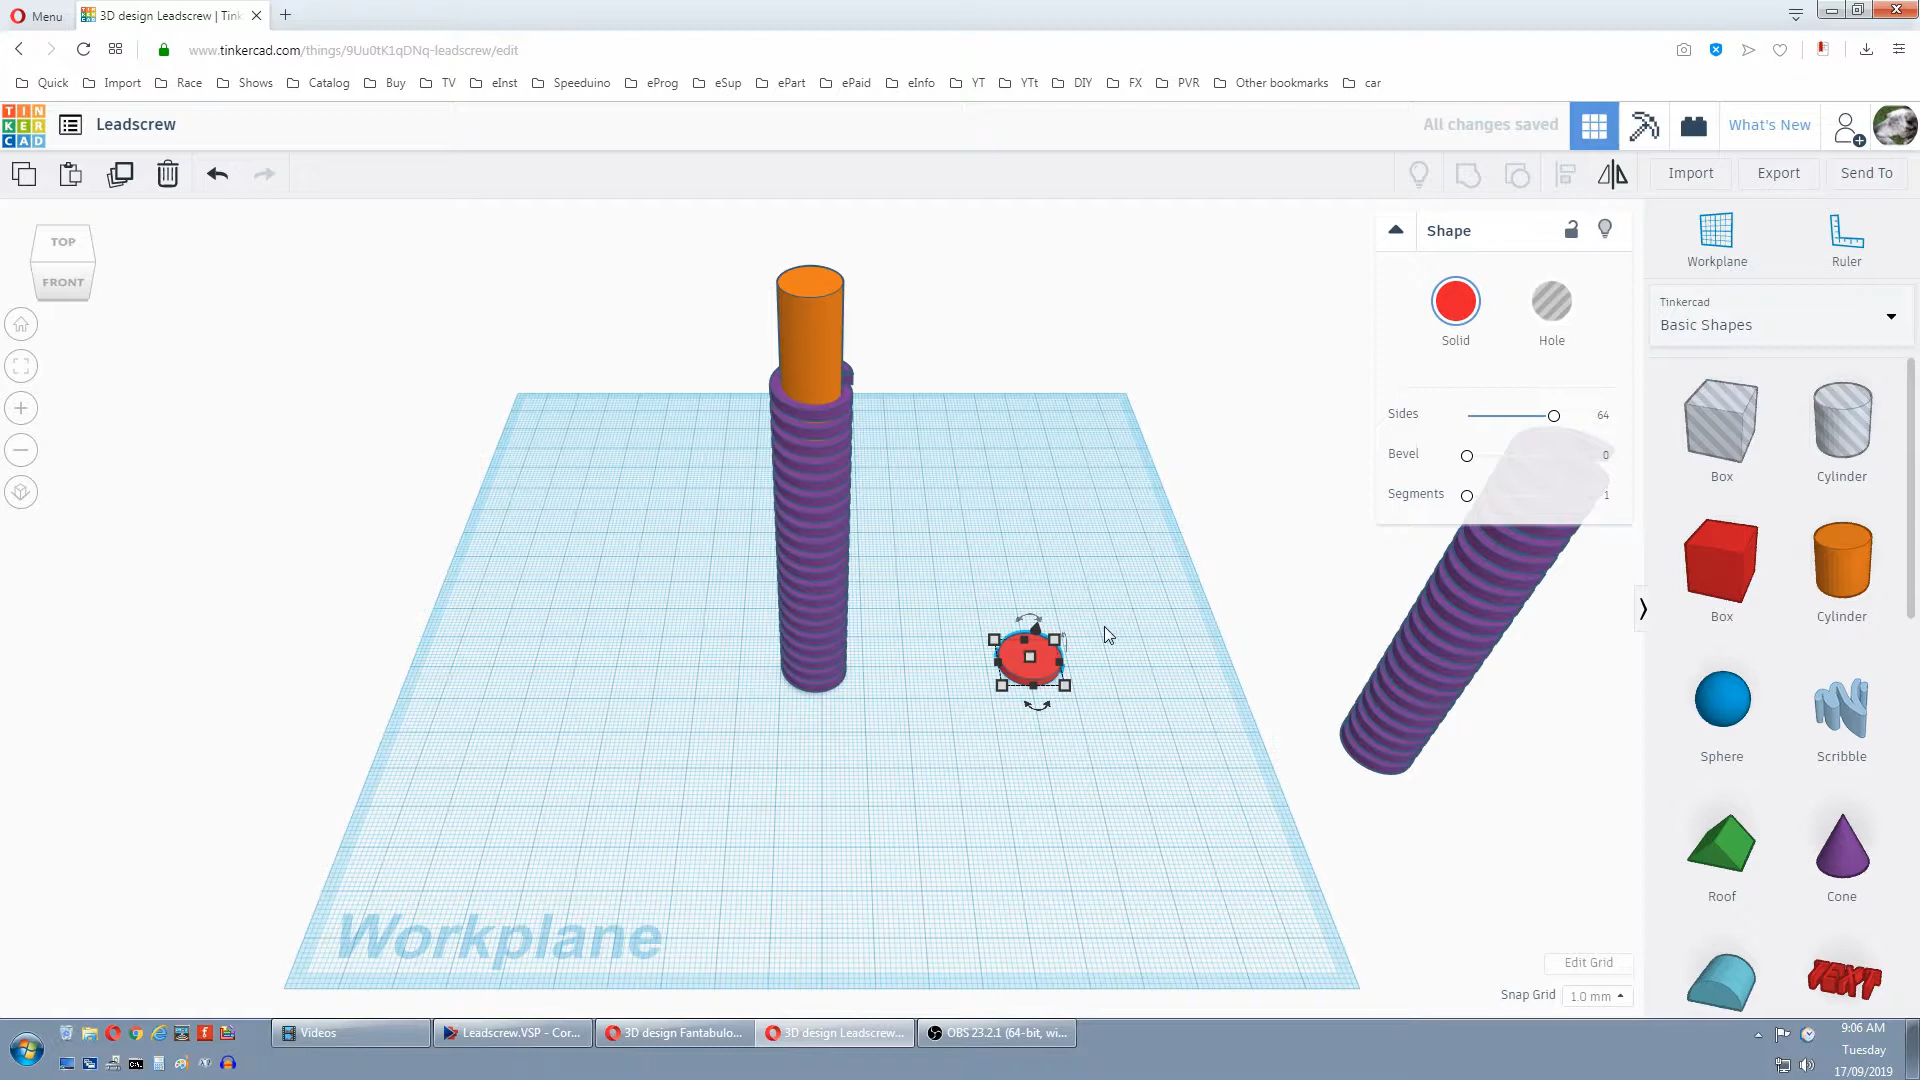 Menu
3D design Leadscrew | Tink
www.tinkercad.com/things/9Uu0tK1qDNq-leadscrew/edit
Quick Import Race Shows Catalog Buy TV eInst Speeduino eProg eSup ePart ePaid eInfo YT YTt DIY FX PVR Other bookmarks car
TIN
KER
CAD
Leadscrew
All changes saved
What's New
Import Export Send To
TOP
FRONT
Shape
Solid Hole
Sides 64
Bevel 0
Segments 1
Workplane Ruler
Tinkercad
Basic Shapes
Box Cylinder
Box Cylinder
Sphere Scribble
Roof Cone
TEXT
Workplane
Edit Grid
Snap Grid 1.0 mm
Videos
Leadscrew.VSP - Cor...
3D design Fantabulo...
3D design Leadscrew...
OBS 23.2.1 (64-bit, wi...
9:06 AM
Tuesday
17/09/2019